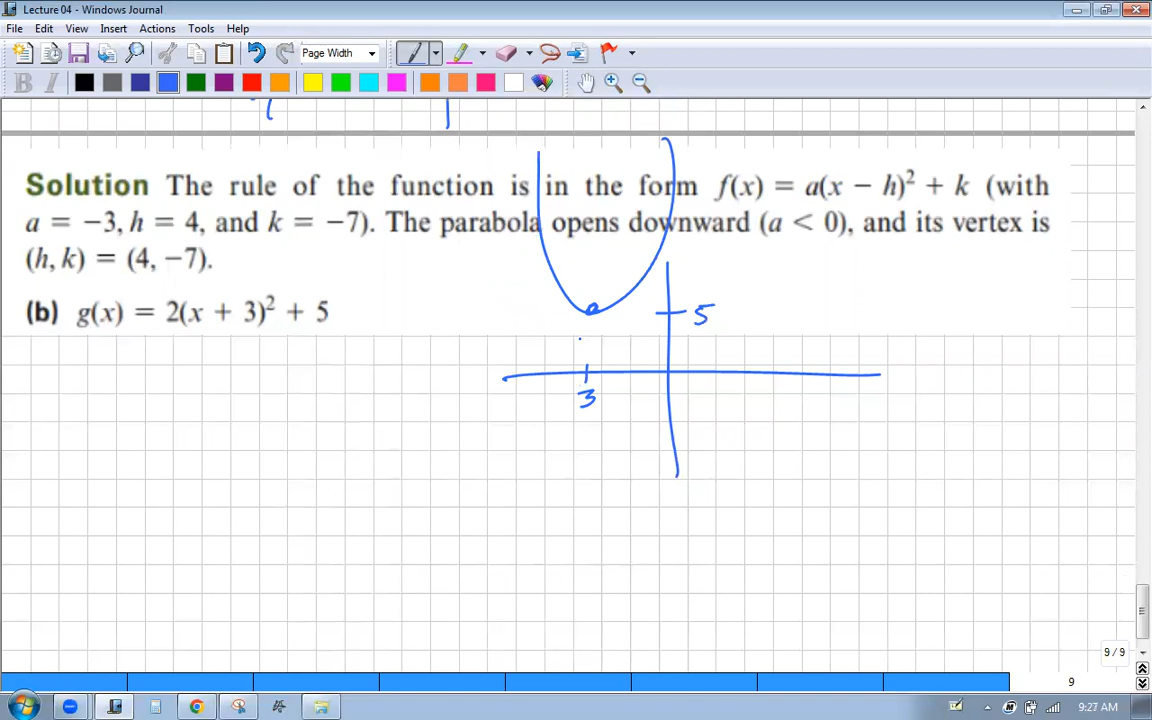 Lecture 04 - Windows Journal
File Edit View Insert Actions Tools Help
Page Width
B I
Solution The rule of the function is in the form f(x) = a(x − h)² + k (with
a = −3, h = 4, and k = −7). The parabola opens downward (a < 0), and its vertex is
(h, k) = (4, −7).
(b) g(x) = 2(x + 3)² + 5
5
3
9 / 9
9
9:27 AM